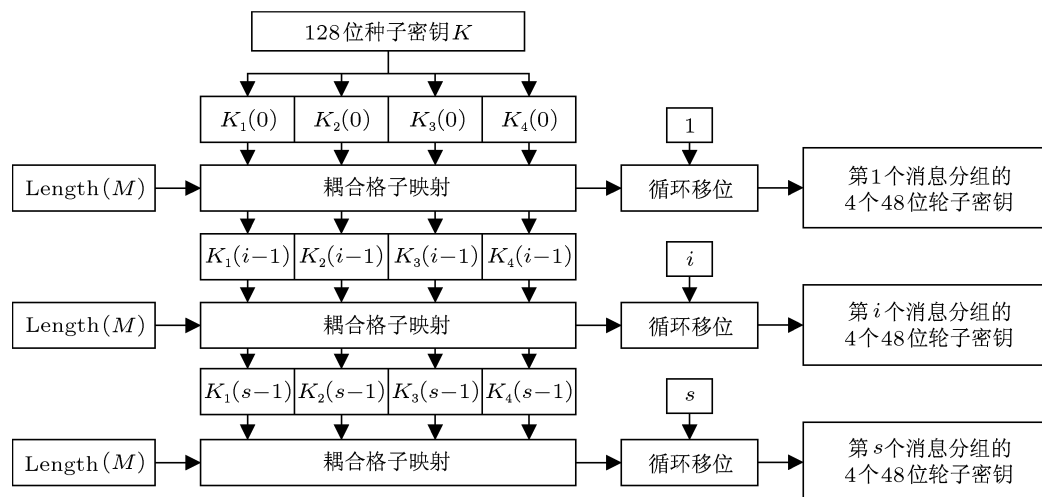 128位种子密钥K
K₁(0) K₂(0) K₃(0) K₄(0)
1
Length(M) 耦合格子映射 循环移位
第1个消息分组的
4个48位轮子密钥
K₁(i−1) K₂(i−1) K₃(i−1) K₄(i−1)
i
Length(M) 耦合格子映射 循环移位
第i个消息分组的
4个48位轮子密钥
K₁(s−1) K₂(s−1) K₃(s−1) K₄(s−1)
s
Length(M) 耦合格子映射 循环移位
第s个消息分组的
4个48位轮子密钥